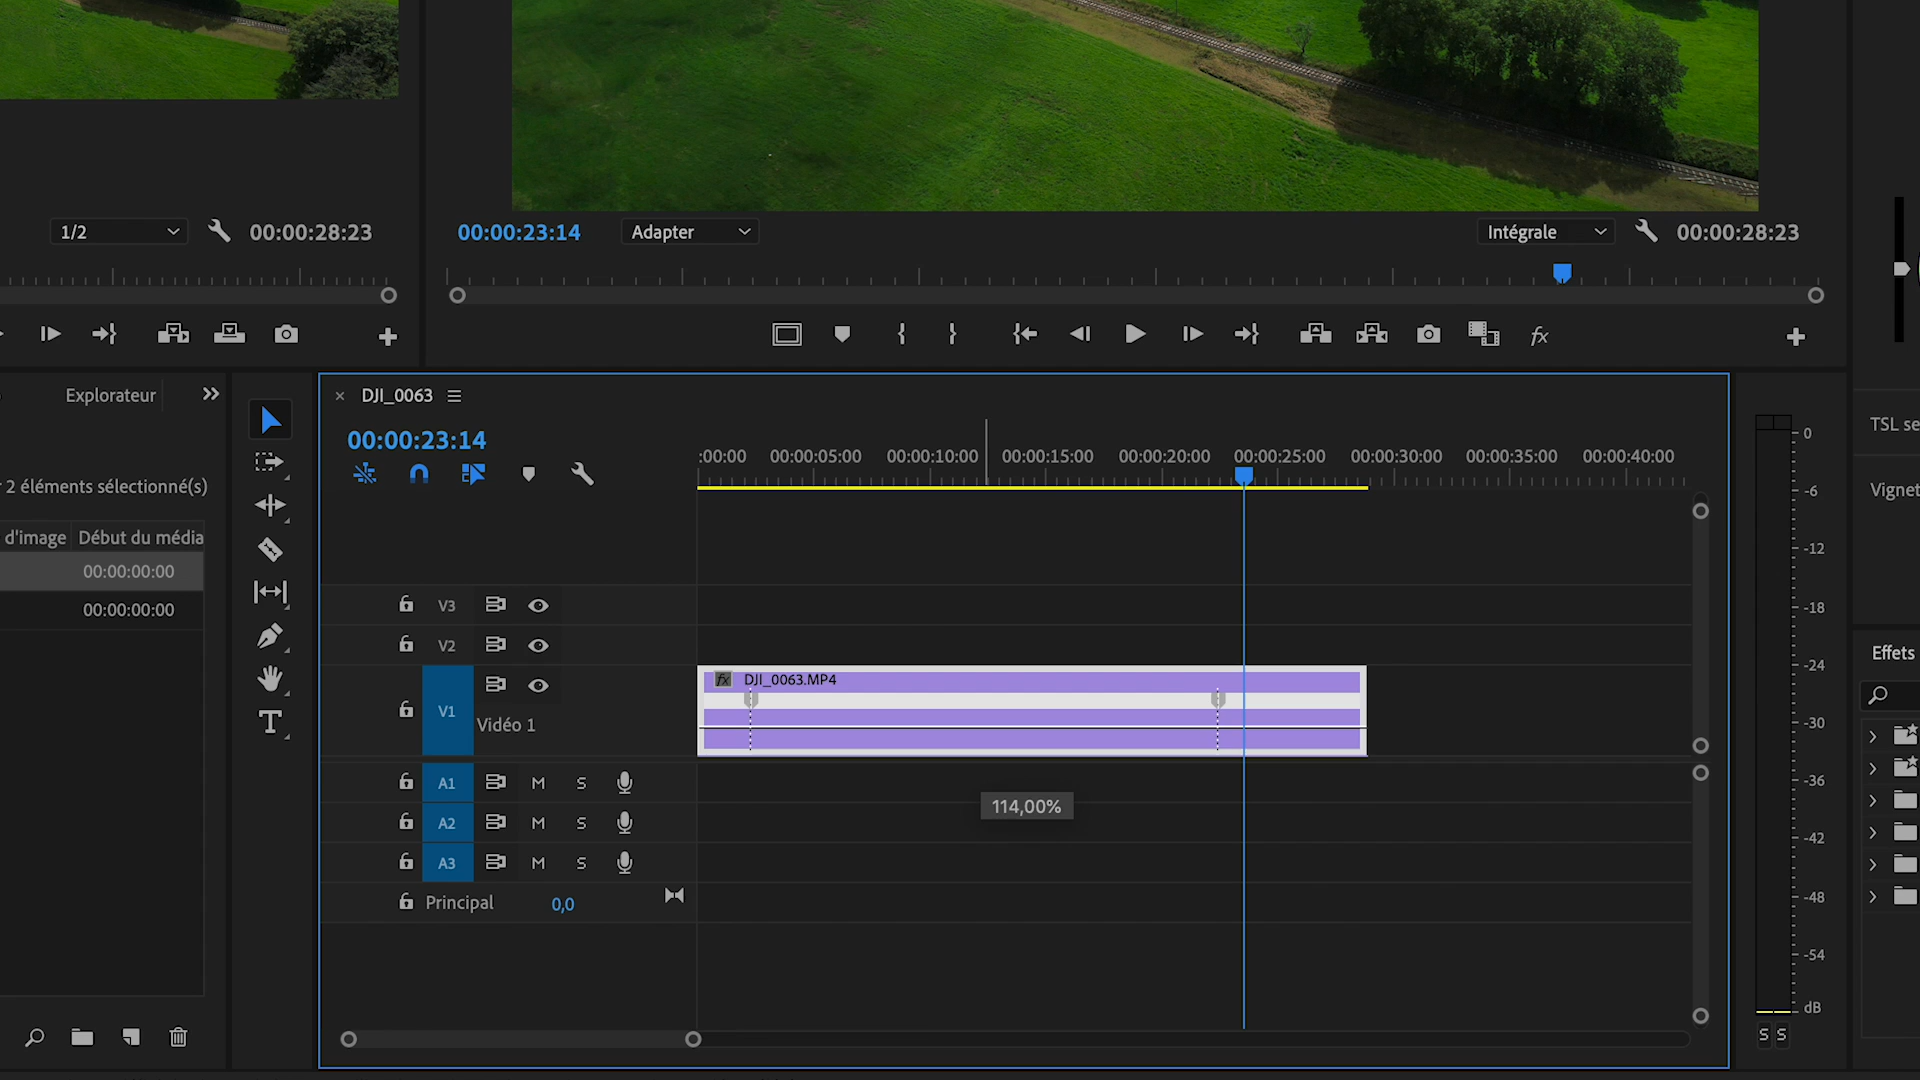 1/2
00:00:28:23
00:00:23:14
Adapter
Intégrale
00:00:28:23
fx
Explorateur
DJI_0063
00:00:23:14
:00:00
00:00:05:00
00:00:10:00
00:00:15:00
00:00:20:00
00:00:25:00
00:00:30:00
00:00:35:00
00:00:40:00
2 éléments sélectionné(s)
d'image
Début du média
00:00:00:00
00:00:00:00
V3
V2
V1
Vidéo 1
fx
DJI_0063.MP4
A1
M
S
A2
M
S
A3
M
S
Principal
0,0
114,00%
0
-6
-12
-18
-24
-30
-36
-42
-48
-54
dB
S
S
TSL se
Vignet
Effets